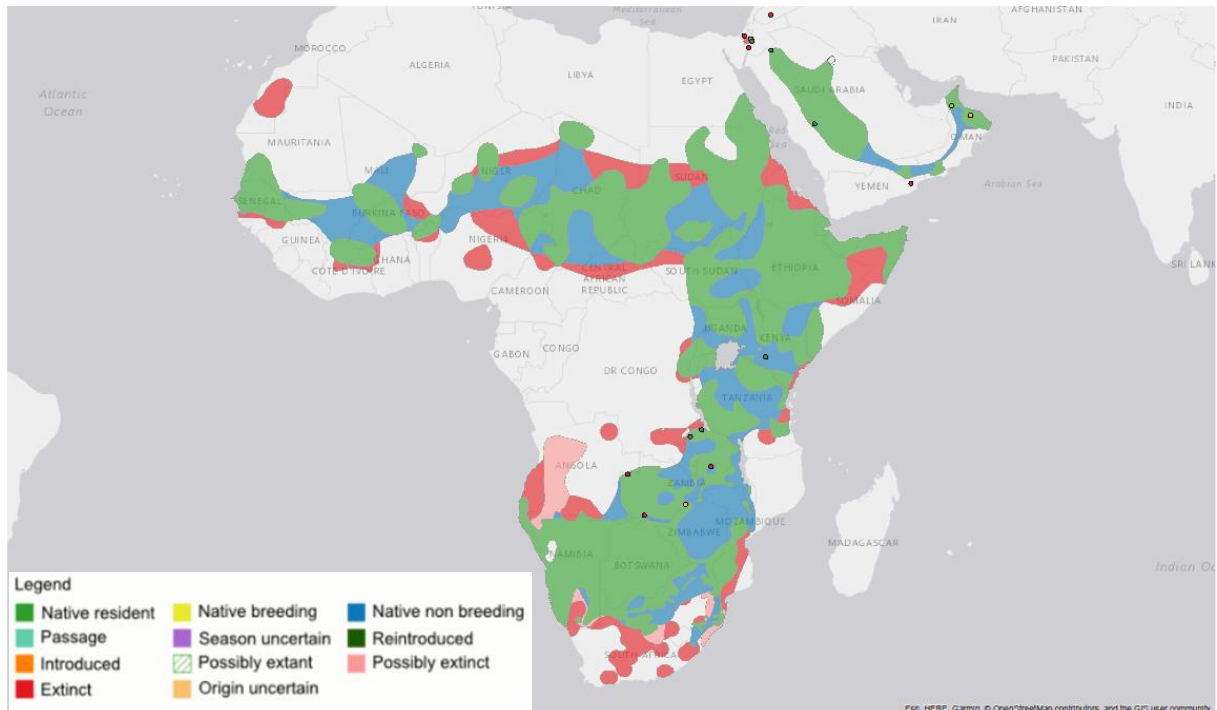 TUNISIA
Mediterranean
Sea
AFGHANISTAN
IRAN
MOROCCO
ALGERIA
LIBYA
EGYPT
PAKISTAN
Atlantic
Ocean
SAUDI ARABIA
INDIA
Red
Sea
OMAN
MAURITANIA
MALI
NIGER
CHAD
SUDAN
YEMEN
Arabian Sea
SENEGAL
BURKINA FASO
GUINEA
NIGERIA
GHANA
CÔTE D'IVOIRE
CENTRAL
AFRICAN
REPUBLIC
SOUTH SUDAN
ETHIOPIA
SRI LANK
CAMEROON
SOMALIA
UGANDA
KENYA
GABON
CONGO
DR CONGO
TANZANIA
ANGOLA
ZAMBIA
MOZAMBIQUE
ZIMBABWE
MADAGASCAR
NAMIBIA
BOTSWANA
Indian Oc
SOUTH AFRICA
Legend
Native resident
Native breeding
Native non breeding
Passage
Season uncertain
Reintroduced
Introduced
Possibly extant
Possibly extinct
Extinct
Origin uncertain
Esri, HERE, Garmin, © OpenStreetMap contributors, and the GIS user community